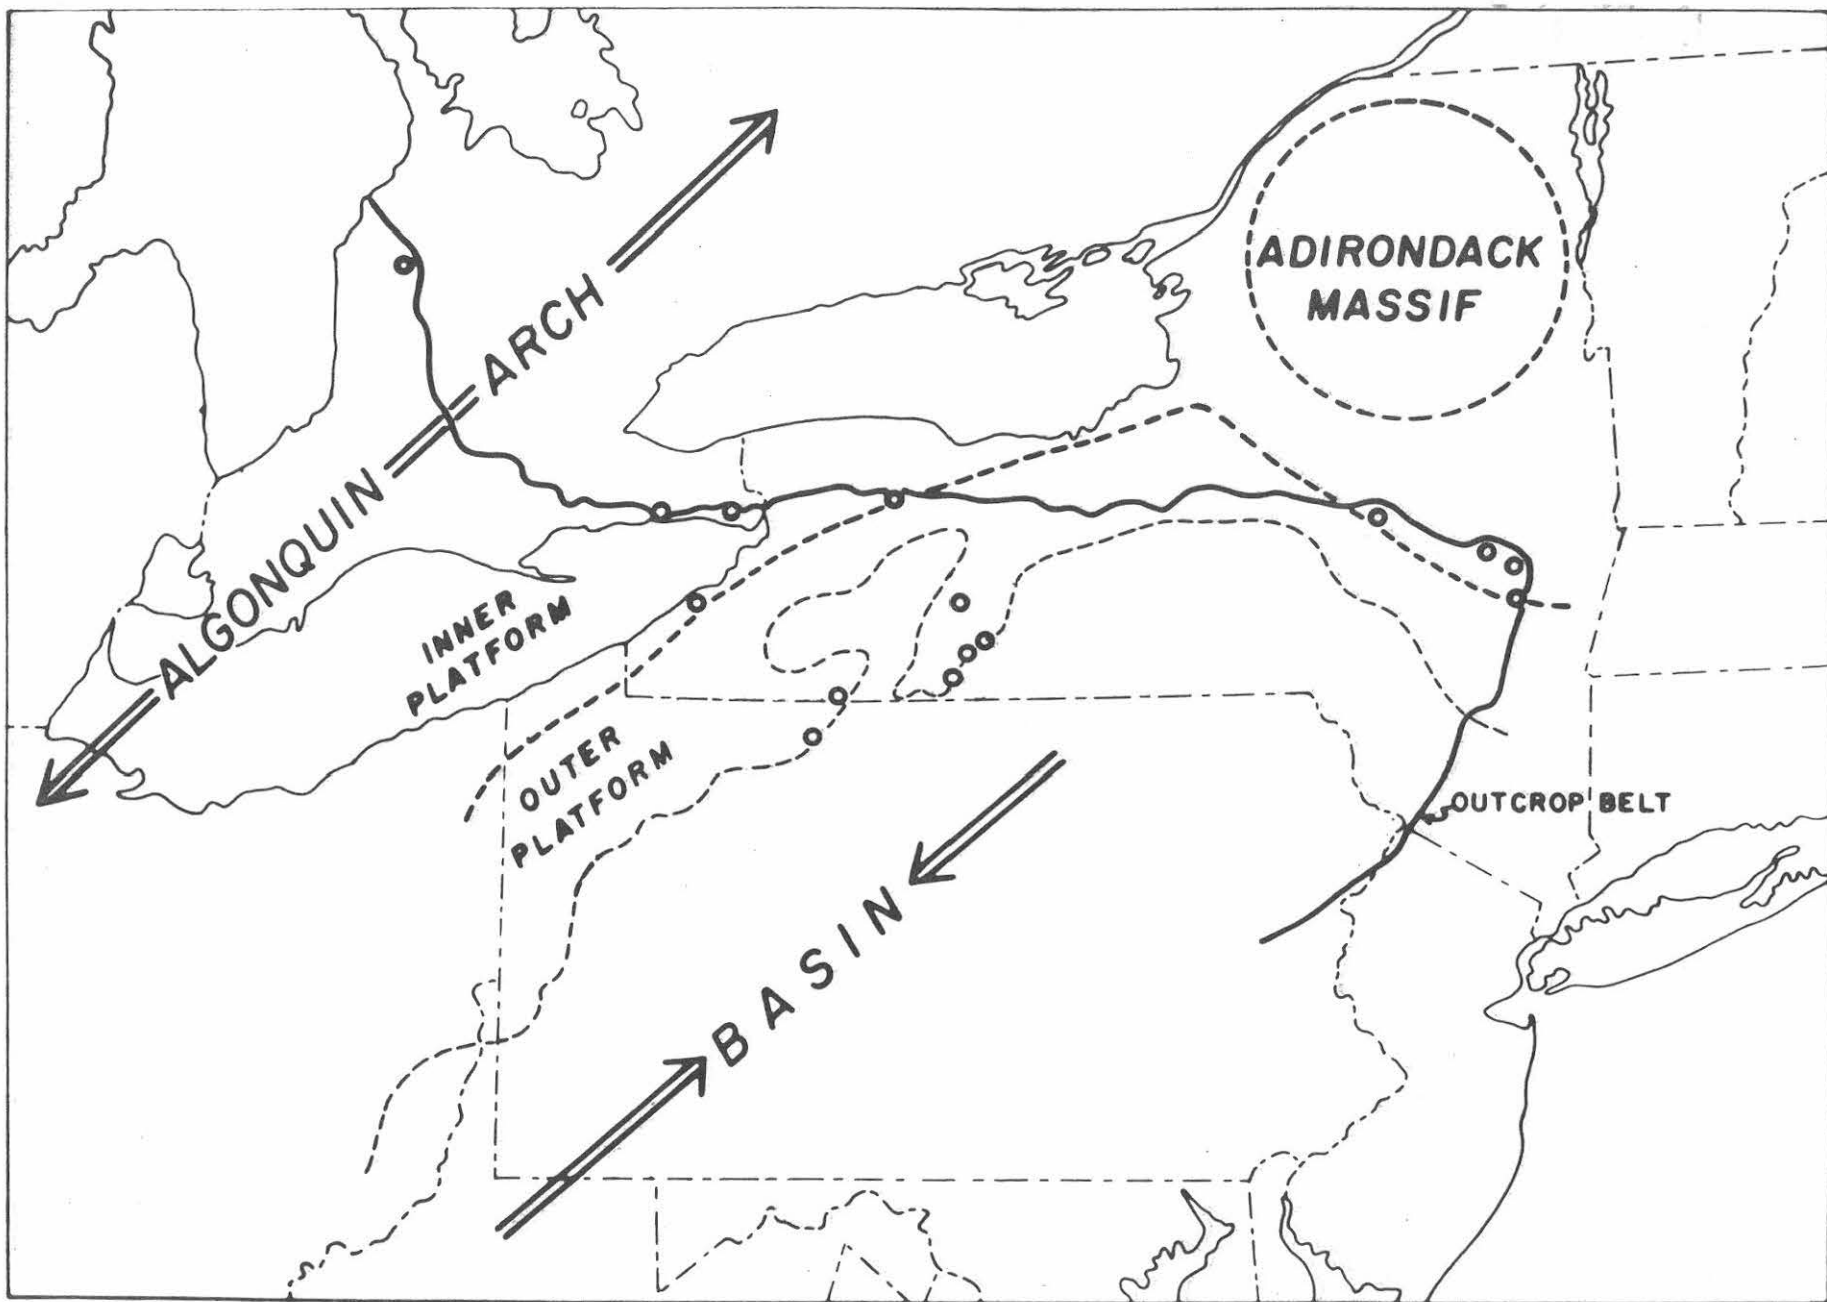 ADIRONDACK
MASSIF
ALGONQUIN ARCH
INNER
PLATFORM
OUTER
PLATFORM
OUTCROP BELT
BASIN